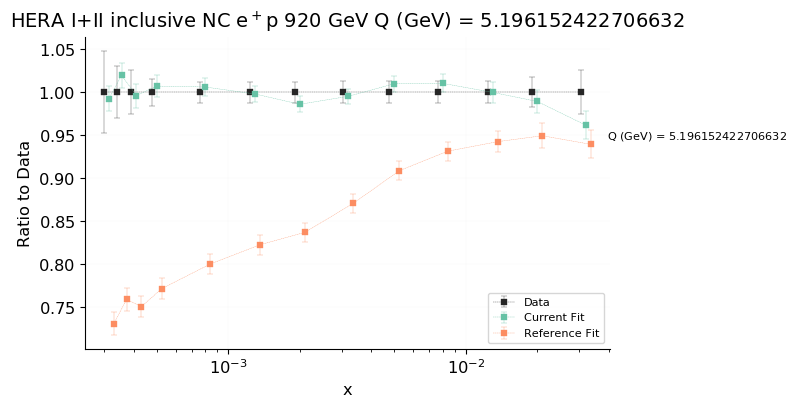 HERA I+II inclusive NC e⁺p 920 GeV Q (GeV) = 5.196152422706632
1.05
1.00
0.95
0.90
0.85
0.80
0.75
Ratio to Data
Q (GeV) = 5.196152422706632
Data
Current Fit
Reference Fit
10⁻³
10⁻²
x